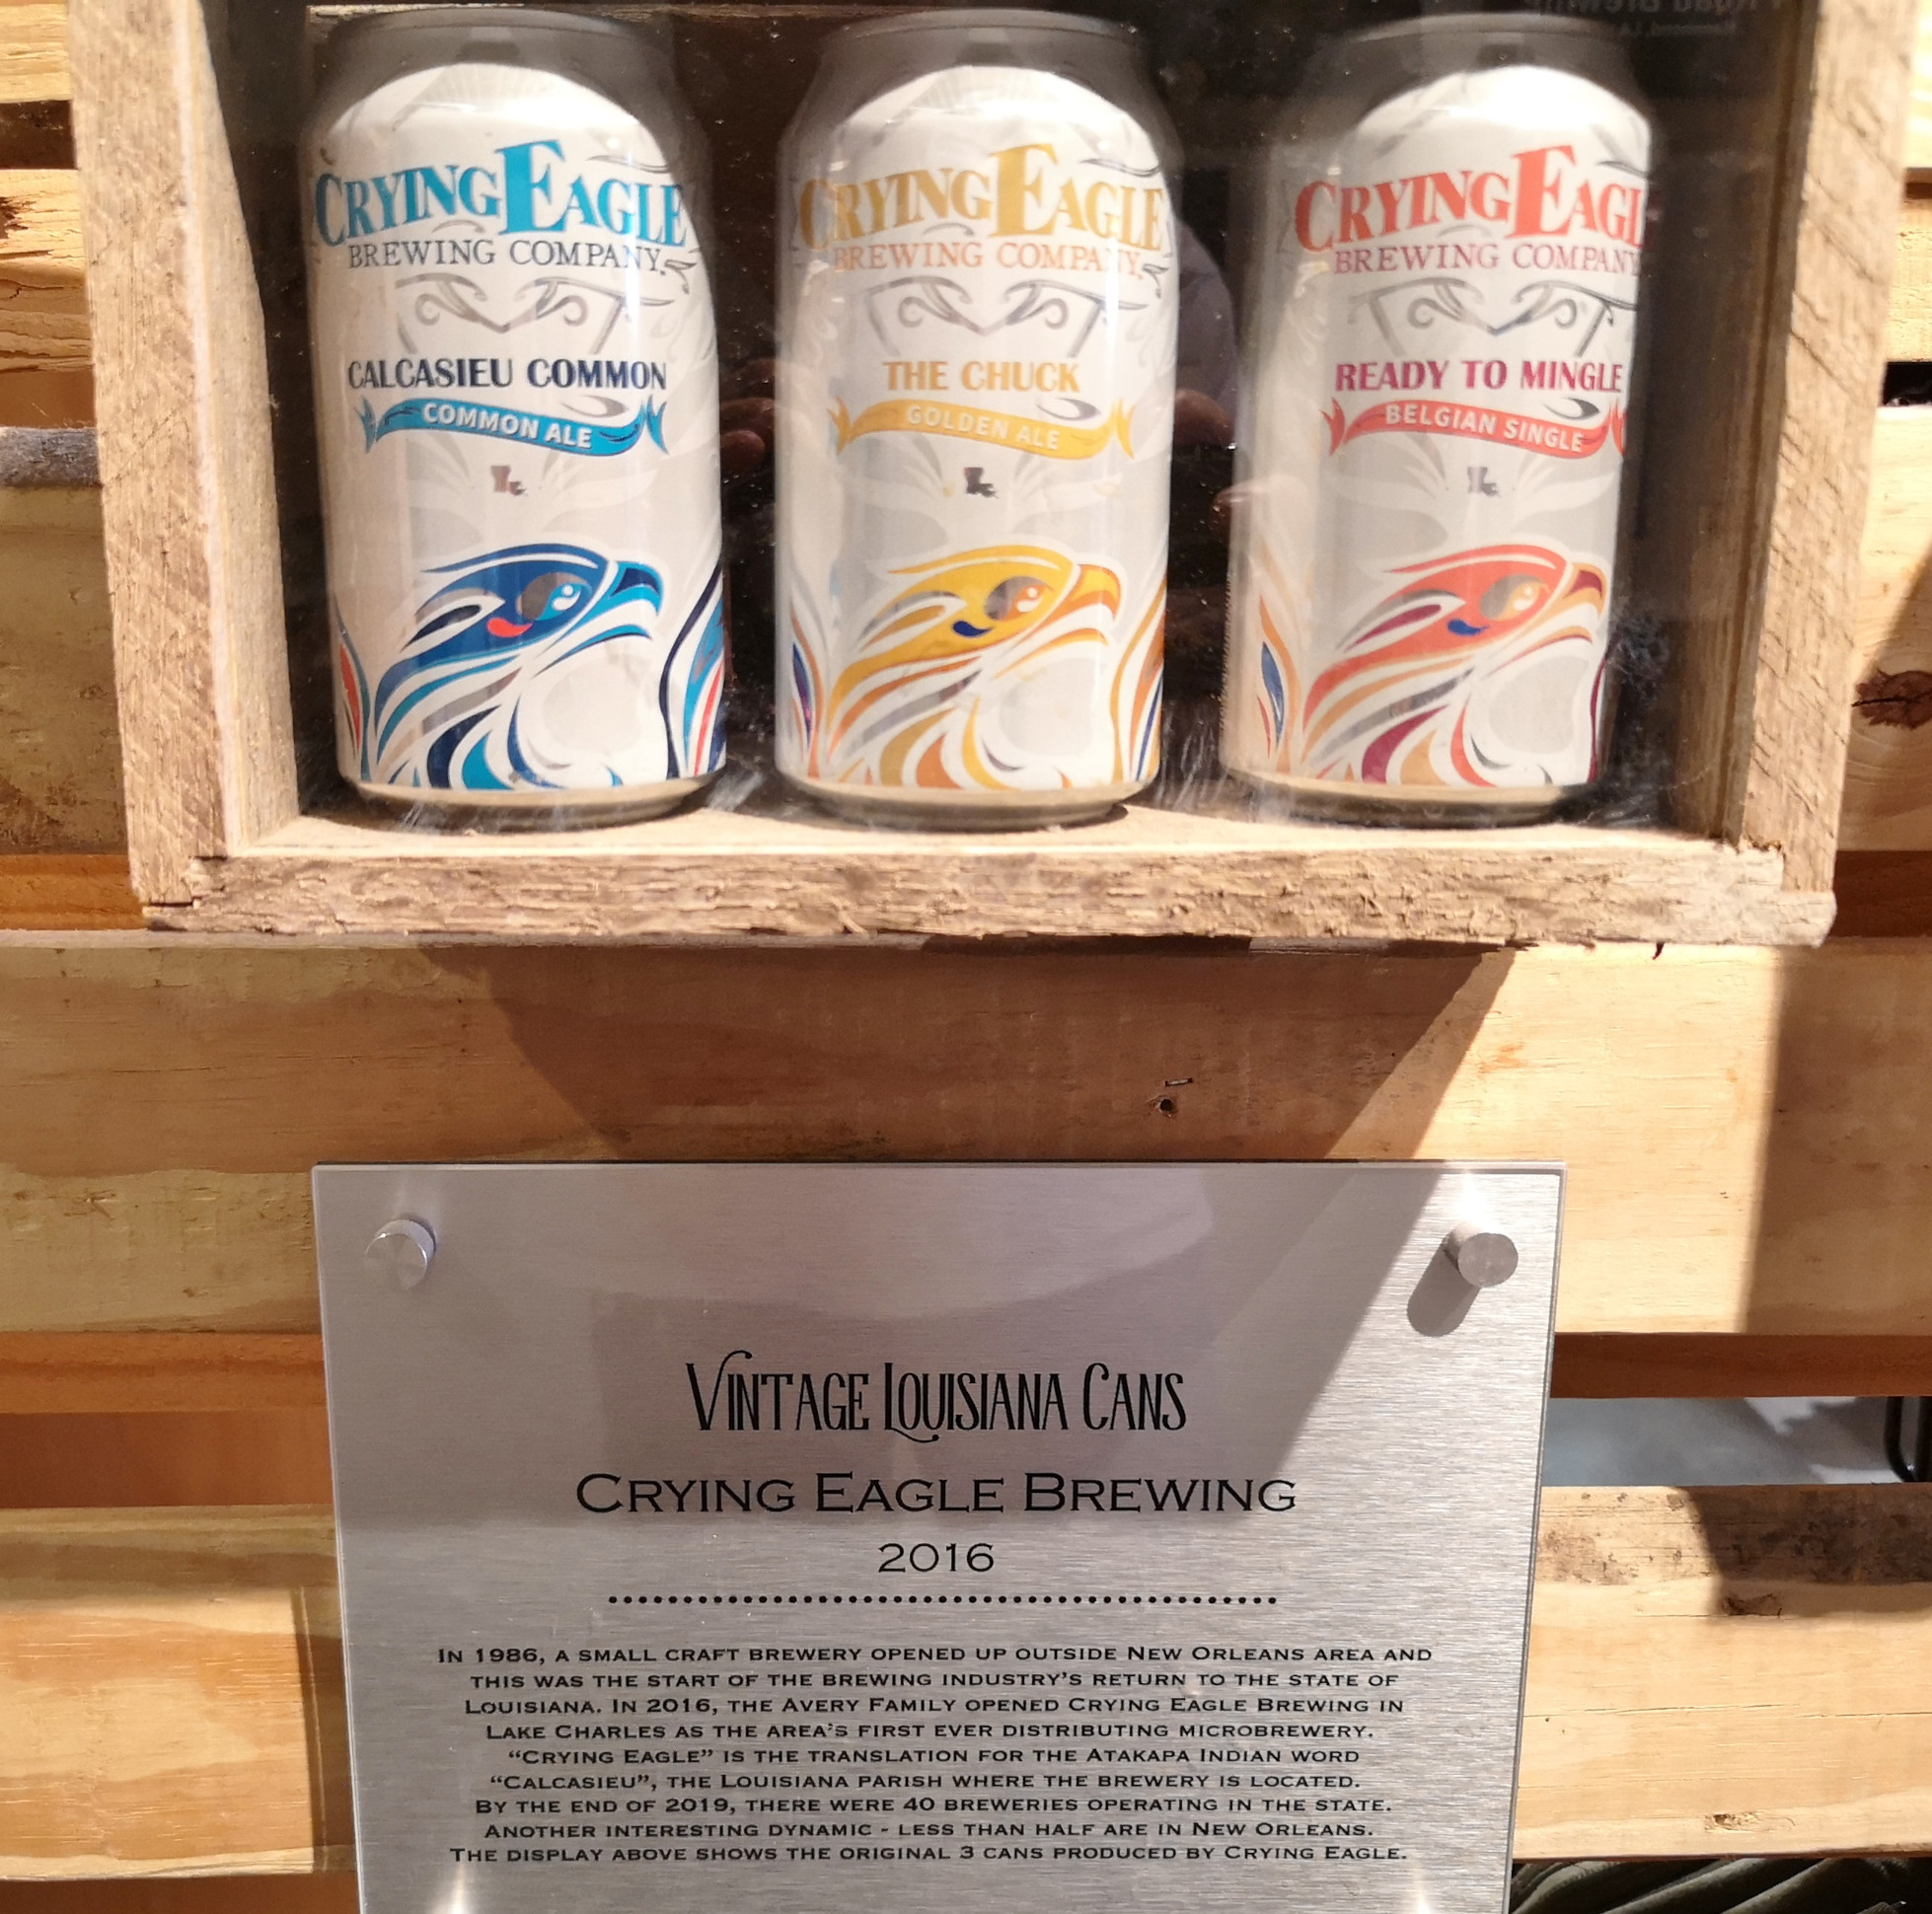 CRYING EAGLE
BREWING COMPANY
CALCASIEU COMMON
COMMON ALE
CRYING EAGLE
BREWING COMPANY
THE CHUCK
GOLDEN ALE
CRYING EAGL
BREWING COMPANY
READY TO MINGLE
BELGIAN SINGLE
VINTAGE LOUISIANA CANS
CRYING EAGLE BREWING
2016
IN 1986, A SMALL CRAFT BREWERY OPENED UP OUTSIDE NEW ORLEANS AREA AND
THIS WAS THE START OF THE BREWING INDUSTRY'S RETURN TO THE STATE OF
LOUISIANA. IN 2016, THE AVERY FAMILY OPENED CRYING EAGLE BREWING IN
LAKE CHARLES AS THE AREA'S FIRST EVER DISTRIBUTING MICROBREWERY.
“CRYING EAGLE” IS THE TRANSLATION FOR THE ATAKAPA INDIAN WORD
“CALCASIEU”, THE LOUISIANA PARISH WHERE THE BREWERY IS LOCATED.
BY THE END OF 2019, THERE WERE 40 BREWERIES OPERATING IN THE STATE.
ANOTHER INTERESTING DYNAMIC - LESS THAN HALF ARE IN NEW ORLEANS.
THE DISPLAY ABOVE SHOWS THE ORIGINAL 3 CANS PRODUCED BY CRYING EAGLE.